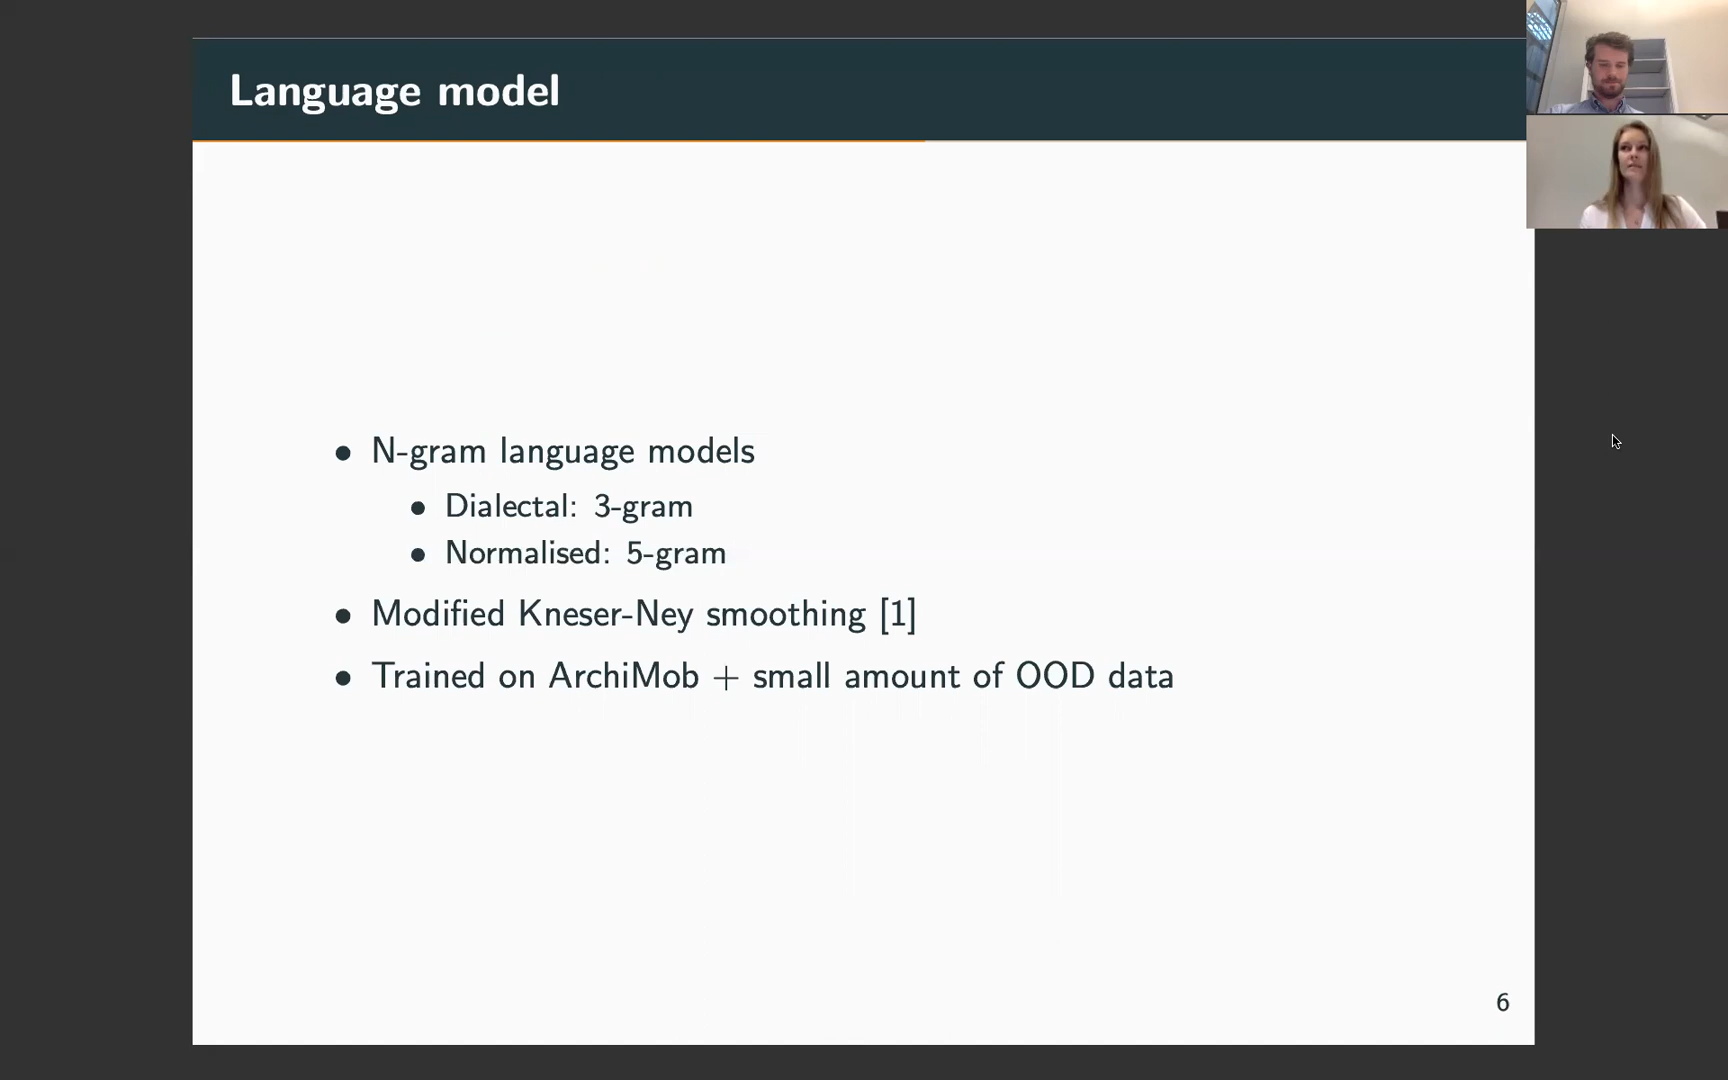 Language model
• N-gram language models
• Dialectal: 3-gram
• Normalised: 5-gram
• Modified Kneser-Ney smoothing [1]
• Trained on ArchiMob + small amount of OOD data
6